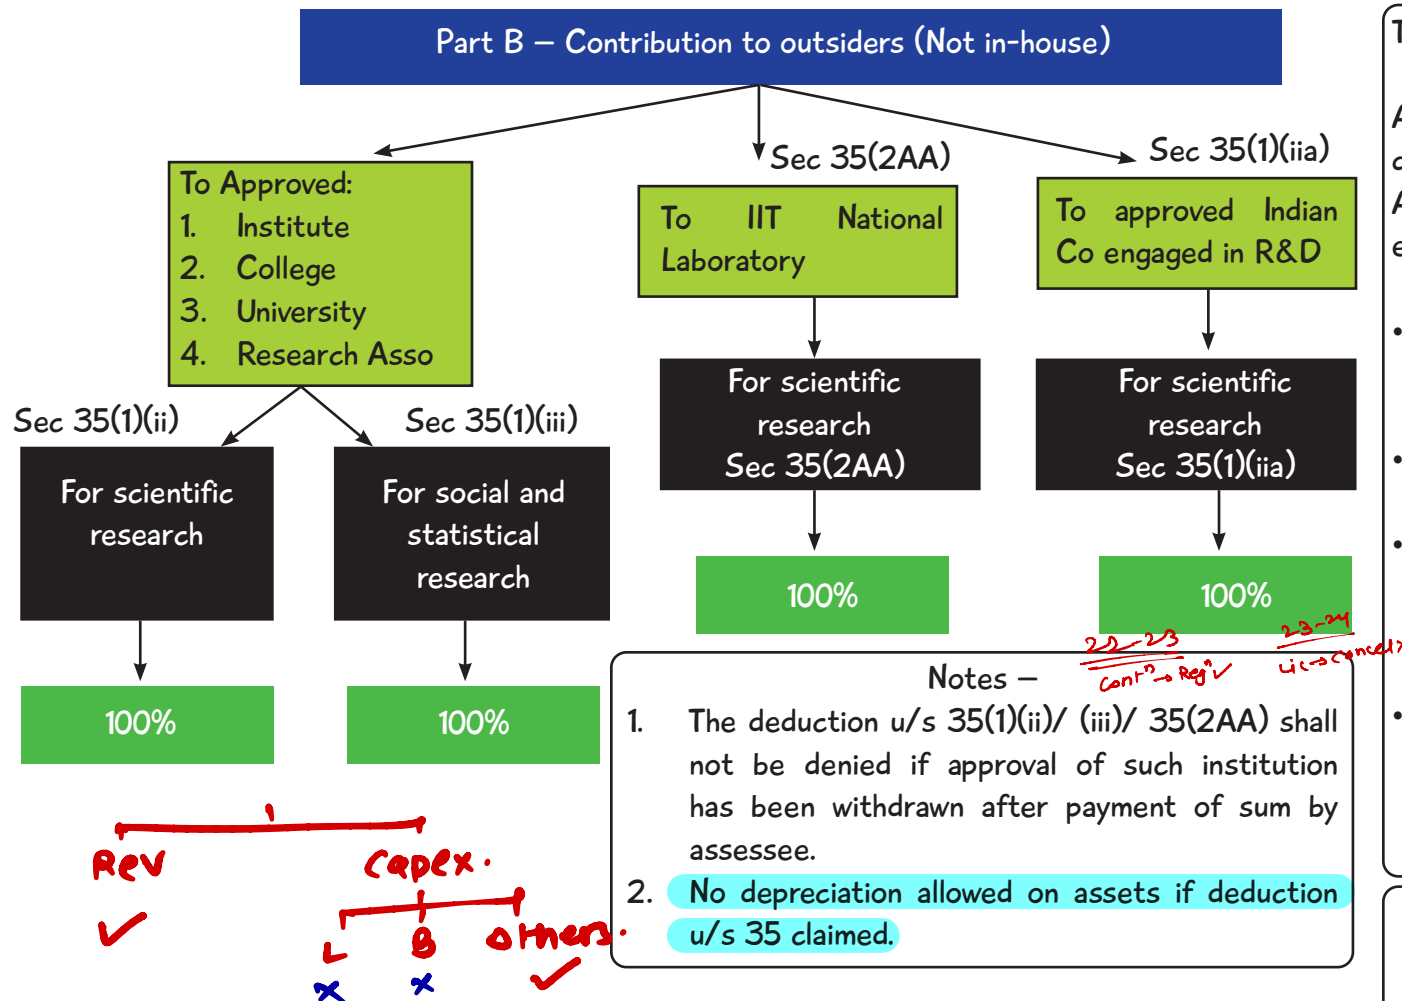 Part B – Contribution to outsiders (Not in-house)
To Approved:
1. Institute
2. College
3. University
4. Research Asso
Sec 35(2AA)
To IIT National
Laboratory
Sec 35(1)(iia)
To approved Indian
Co engaged in R&D
Sec 35(1)(ii)
For scientific
research
100%
Sec 35(1)(iii)
For social and
statistical
research
100%
For scientific
research
Sec 35(2AA)
100%
For scientific
research
Sec 35(1)(iia)
100%
22-23
Contⁿ → Regⁿ ✓
23-24
Lic → cancel
Notes –
1. The deduction u/s 35(1)(ii)/ (iii)/ 35(2AA) shall
not be denied if approval of such institution
has been withdrawn after payment of sum by
assessee.
2. No depreciation allowed on assets if deduction
u/s 35 claimed.
Rev
✓
Capex.
L
x
B
x
Others.
✓